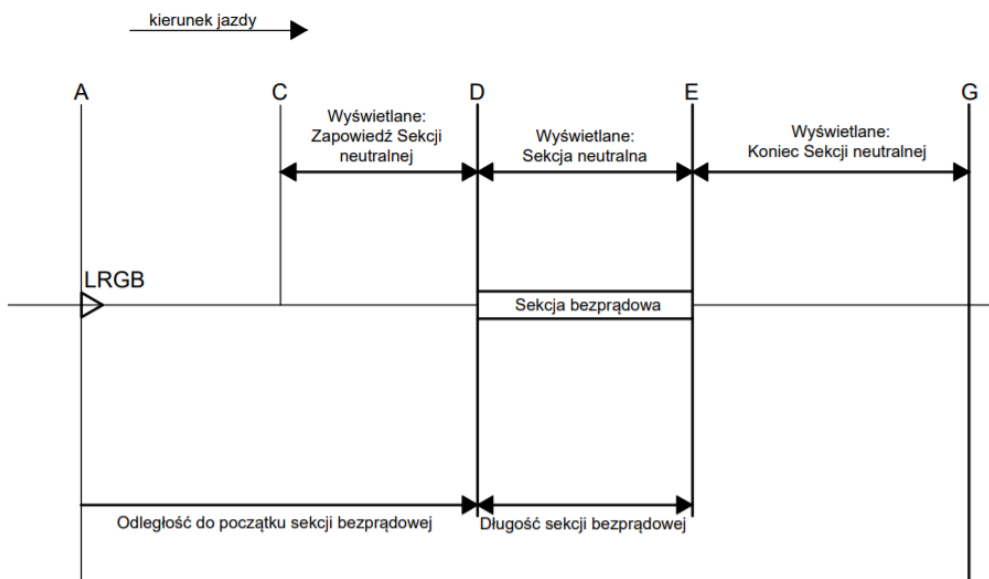 kierunek jazdy
A
C
D
E
G
Wyświetlane:
Zapowiedź Sekcji
neutralnej
Wyświetlane:
Sekcja neutralna
Wyświetlane:
Koniec Sekcji neutralnej
LRGB
Sekcja bezprądowa
Odległość do początku sekcji bezprądowej
Długość sekcji bezprądowej